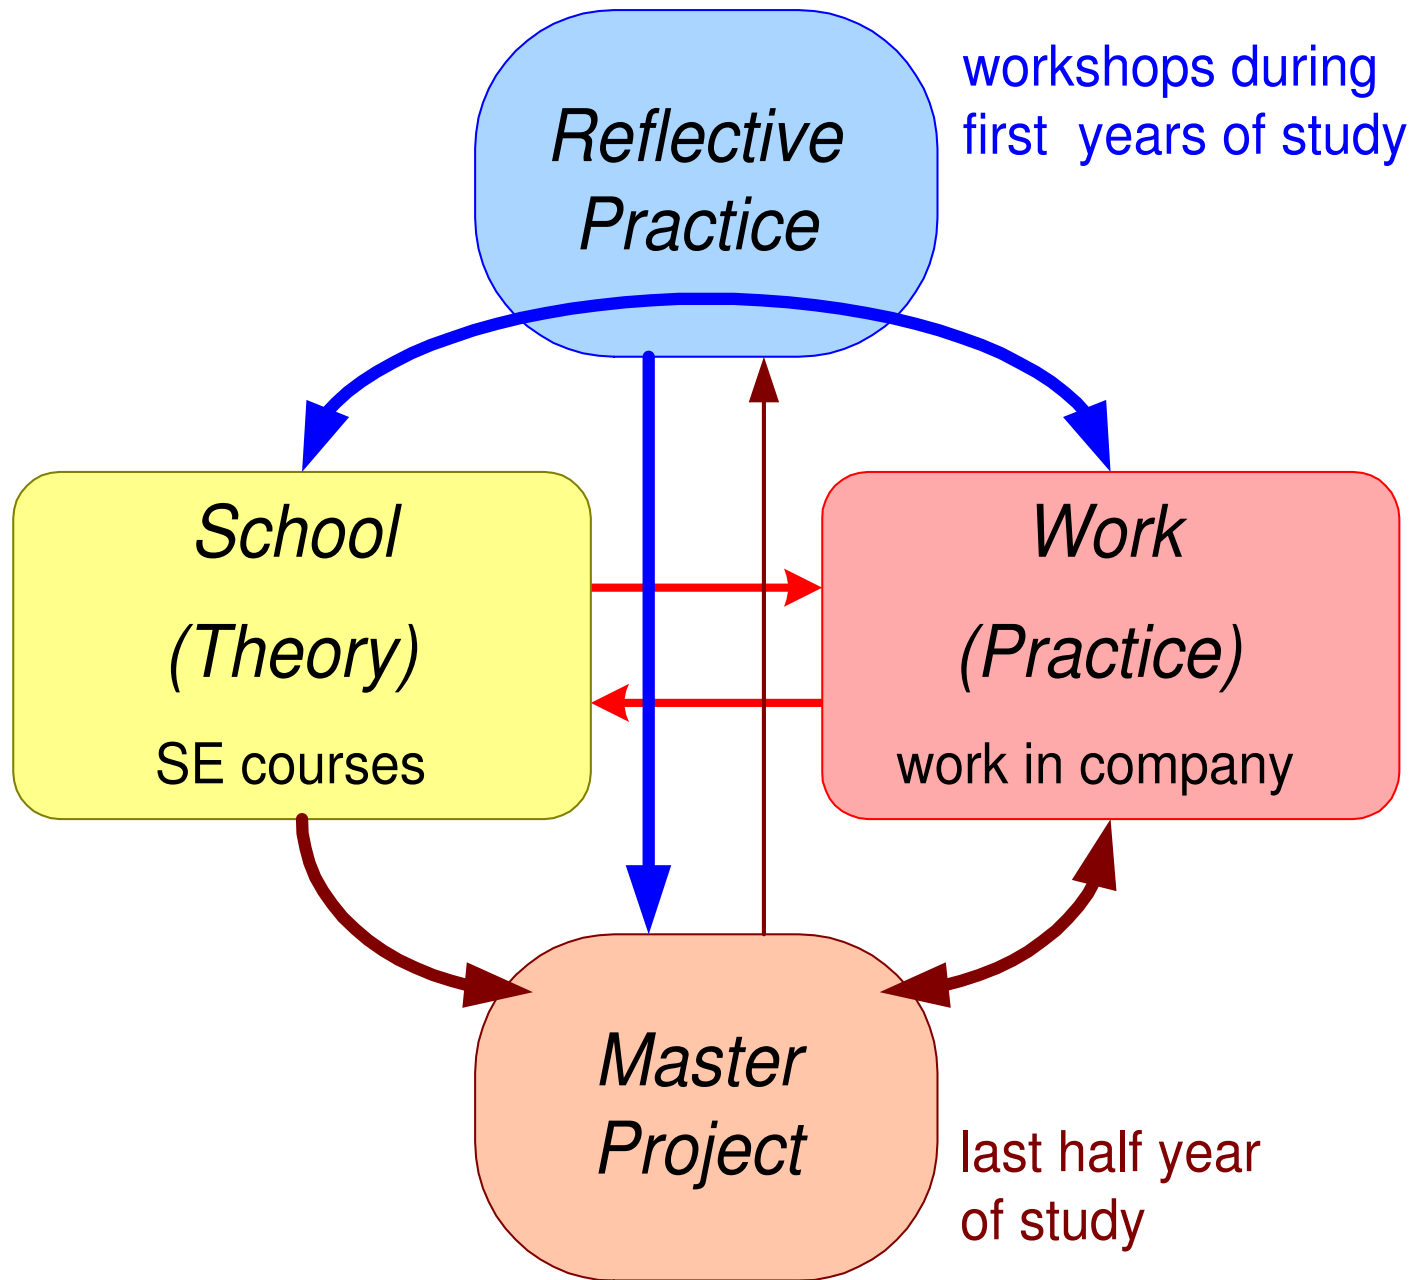 Reflective
Practice
workshops during
first years of study
School
(Theory)
SE courses
Work
(Practice)
work in company
Master
Project
last half year
of study